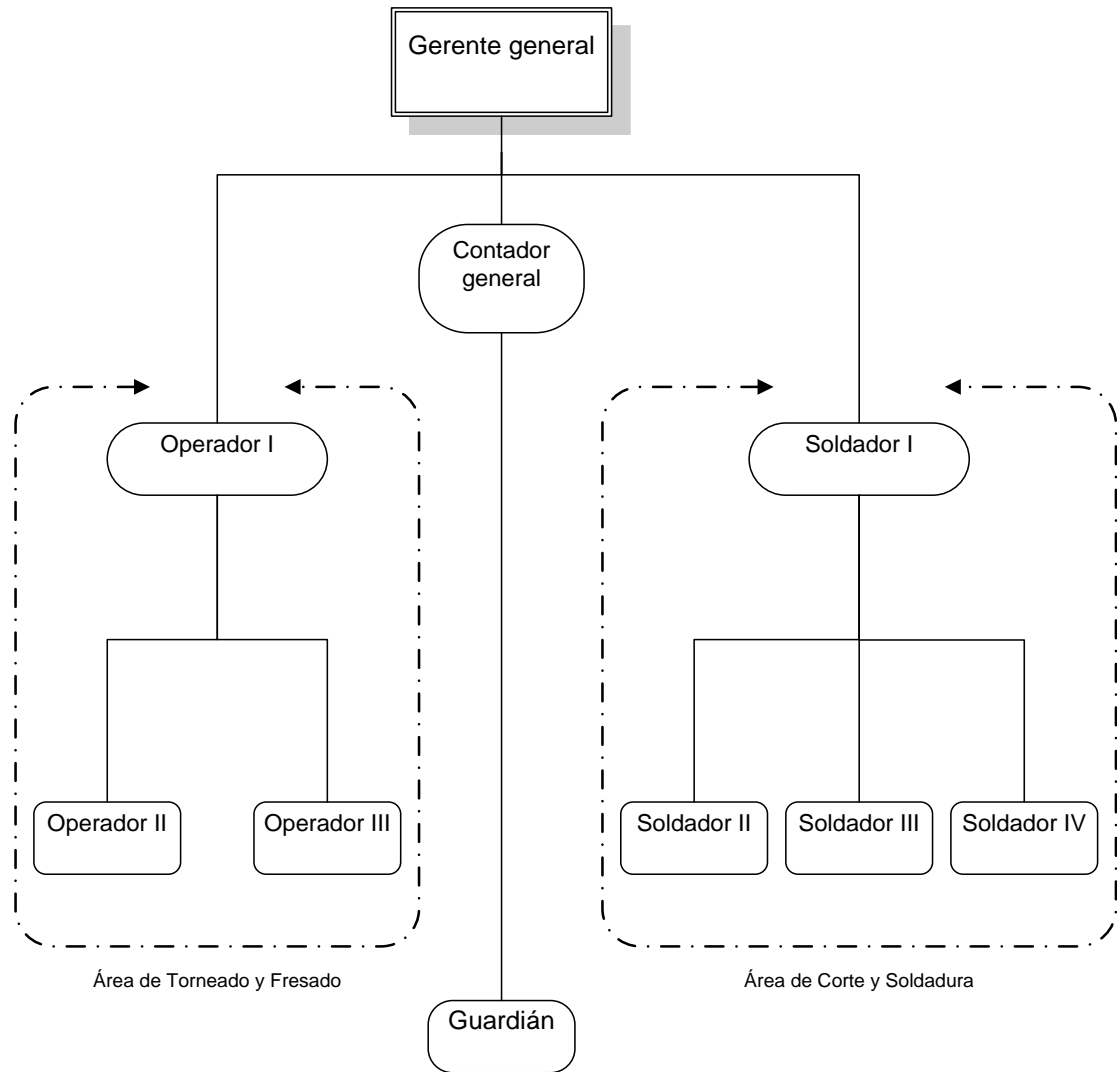 Gerente general
Contador
general
Operador I
Soldador I
Operador II
Operador III
Soldador II
Soldador III
Soldador IV
Área de Torneado y Fresado
Área de Corte y Soldadura
Guardián